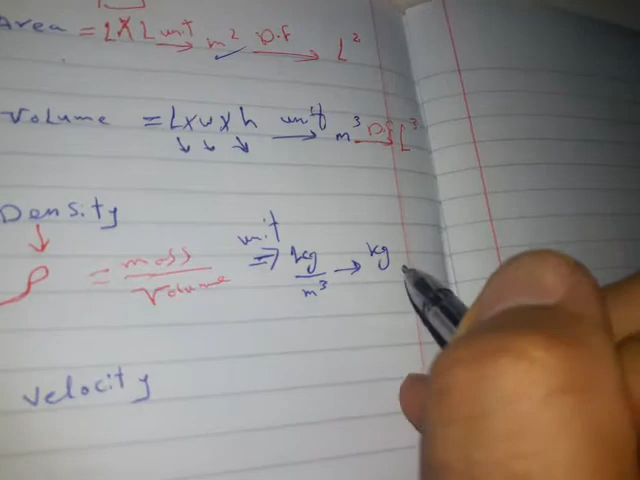 Area = L X L unit → m² D.F → L²
Volume = L x w x h unit → m³ D.F L³
Density
ρ = mass / Volume unit ⇒ kg / m³ → kg
Velocity